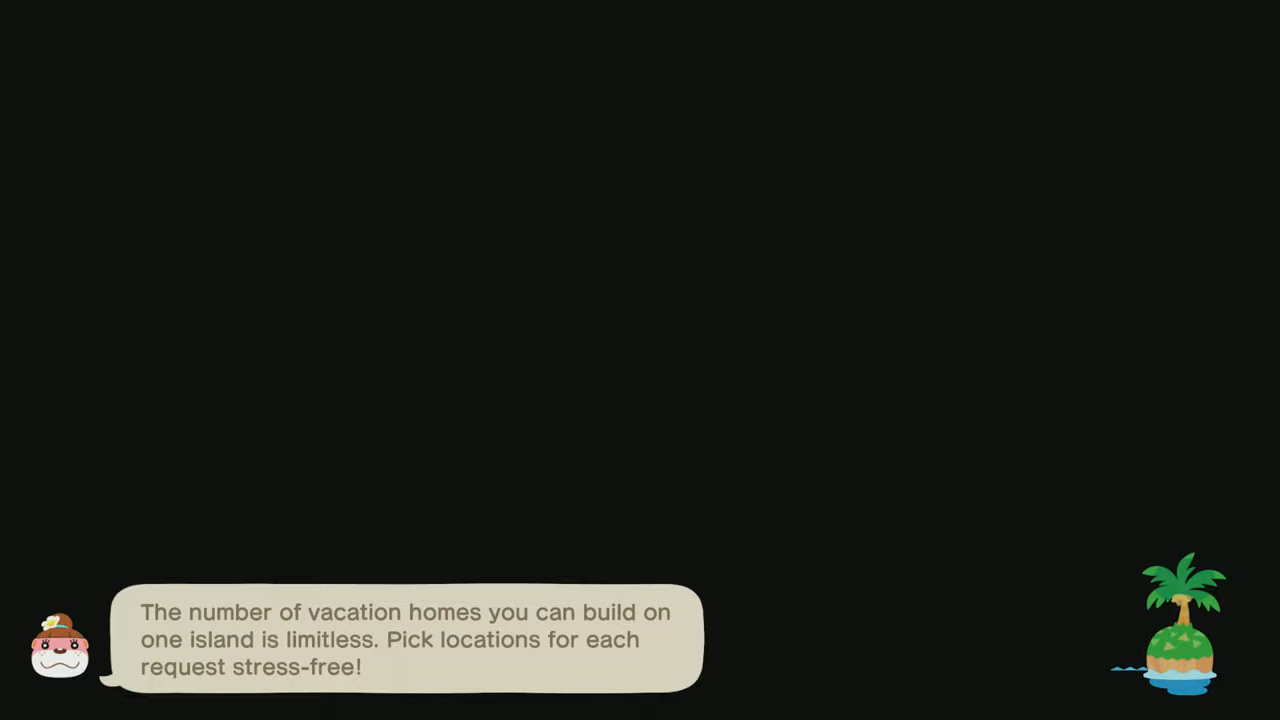 The number of vacation homes you can build on
one island is limitless. Pick locations for each
request stress-free!